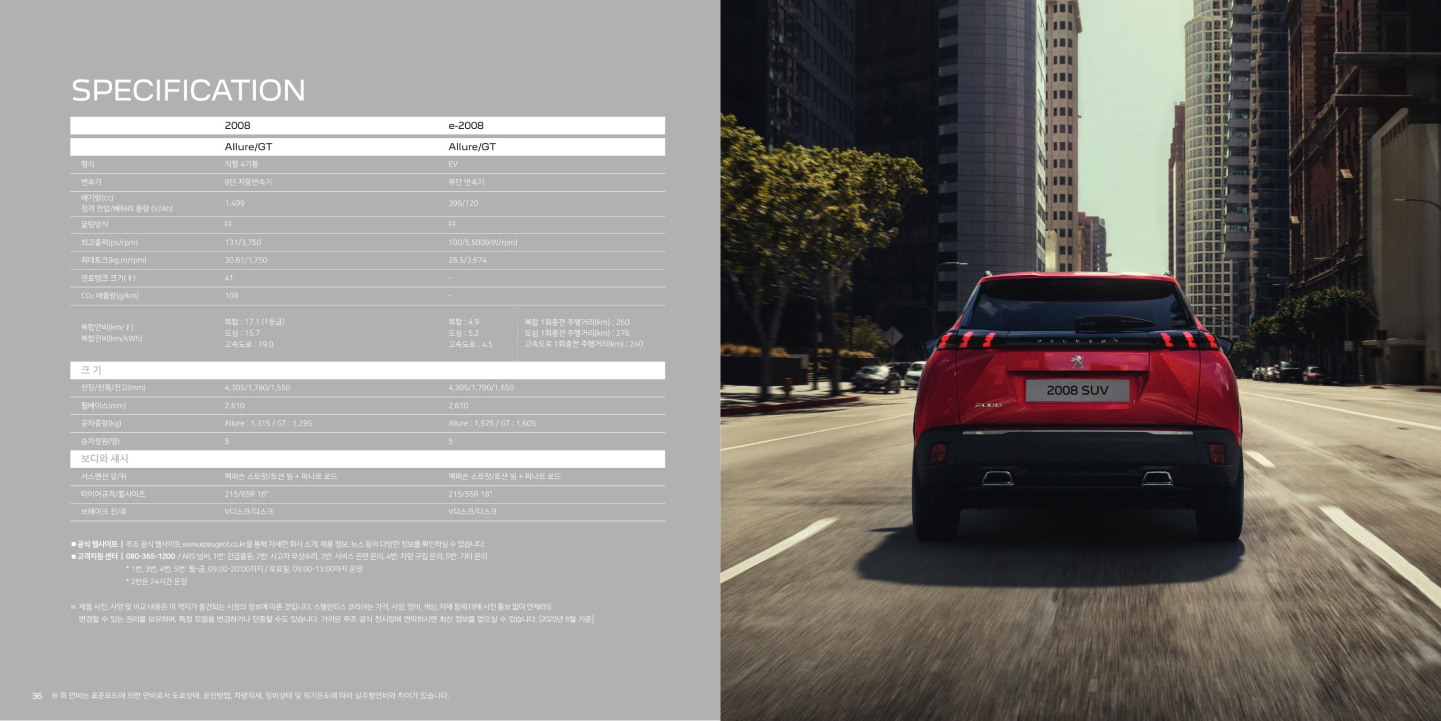 SPECIFICATION
2008 e-2008
Allure/GT Allure/GT
형식 직렬 4기통 EV
변속기 8단 자동변속기 무단 변속기
배기량(cc)
정격 전압/배터리 용량 (V/Ah) 1,499 395/120
굴림방식 FF FF
최고출력(ps/rpm) 131/3,750 100/5,500(kW/rpm)
최대토크(kg.m/rpm) 30.61/1,750 26.5/3,674
연료탱크 크기(ℓ) 41 -
CO₂ 배출량(g/km) 109 -
복합연비(km/ℓ)
복합전비(km/kWh)
복합 : 17.1 (1등급)
도심 : 15.7
고속도로 : 19.0
복합 : 4.9
도심 : 5.2
고속도로 : 4.5
복합 1회충전 주행거리(km) : 260
도심 1회충전 주행거리(km) : 276
고속도로 1회충전 주행거리(km) : 240
크 기
전장/전폭/전고(mm) 4,305/1,780/1,550 4,305/1,790/1,550
휠베이스(mm) 2,610 2,610
공차중량(kg) Allure : 1,315 / GT : 1,295 Allure : 1,575 / GT : 1,605
승차정원(명) 5 5
보디와 섀시
서스펜션 앞/뒤 맥퍼슨 스트럿/토션 빔 + 파나르 로드 맥퍼슨 스트럿/토션 빔 + 파나르 로드
타이어규격/휠사이즈 215/65R 16" 215/55R 18"
브레이크 전/후 V디스크/디스크 V디스크/디스크
■ 공식 웹사이트 | 푸조 공식 웹사이트 www.epeugeot.co.kr을 통해 자세한 회사 소개, 제품 정보, 뉴스 등의 다양한 정보를 확인하실 수 있습니다.
■ 고객지원 센터 | 080-365-1200 / ARS 넘버, 1번: 긴급출동, 2번: 사고차 무상수리, 3번: 서비스 관련 문의, 4번: 차량 구입 문의, 5번: 기타 문의
* 1번, 3번, 4번, 5번: 월-금, 09:00-20:00까지 / 토요일, 09:00-13:00까지 운영
* 2번은 24시간 운영
※ 제품 사진, 사양 및 비교 내용은 이 책자가 출간되는 시점의 정보에 따른 것입니다. 스텔란티스 코리아는 가격, 사양, 장비, 색상, 자재 등에 대해 사전 통보 없이 언제라도
변경할 수 있는 권리를 보유하며, 특정 모델을 변경하거나 단종할 수도 있습니다. 가까운 푸조 공식 전시장에 연락하시면 최신 정보를 얻으실 수 있습니다. [2023년 6월 기준]
36 ※ 위 연비는 표준모드에 의한 연비로서 도로상태, 운전방법, 차량적재, 정비상태 및 외기온도에 따라 실주행연비와 차이가 있습니다.
PEUGEOT
2008 SUV
2008